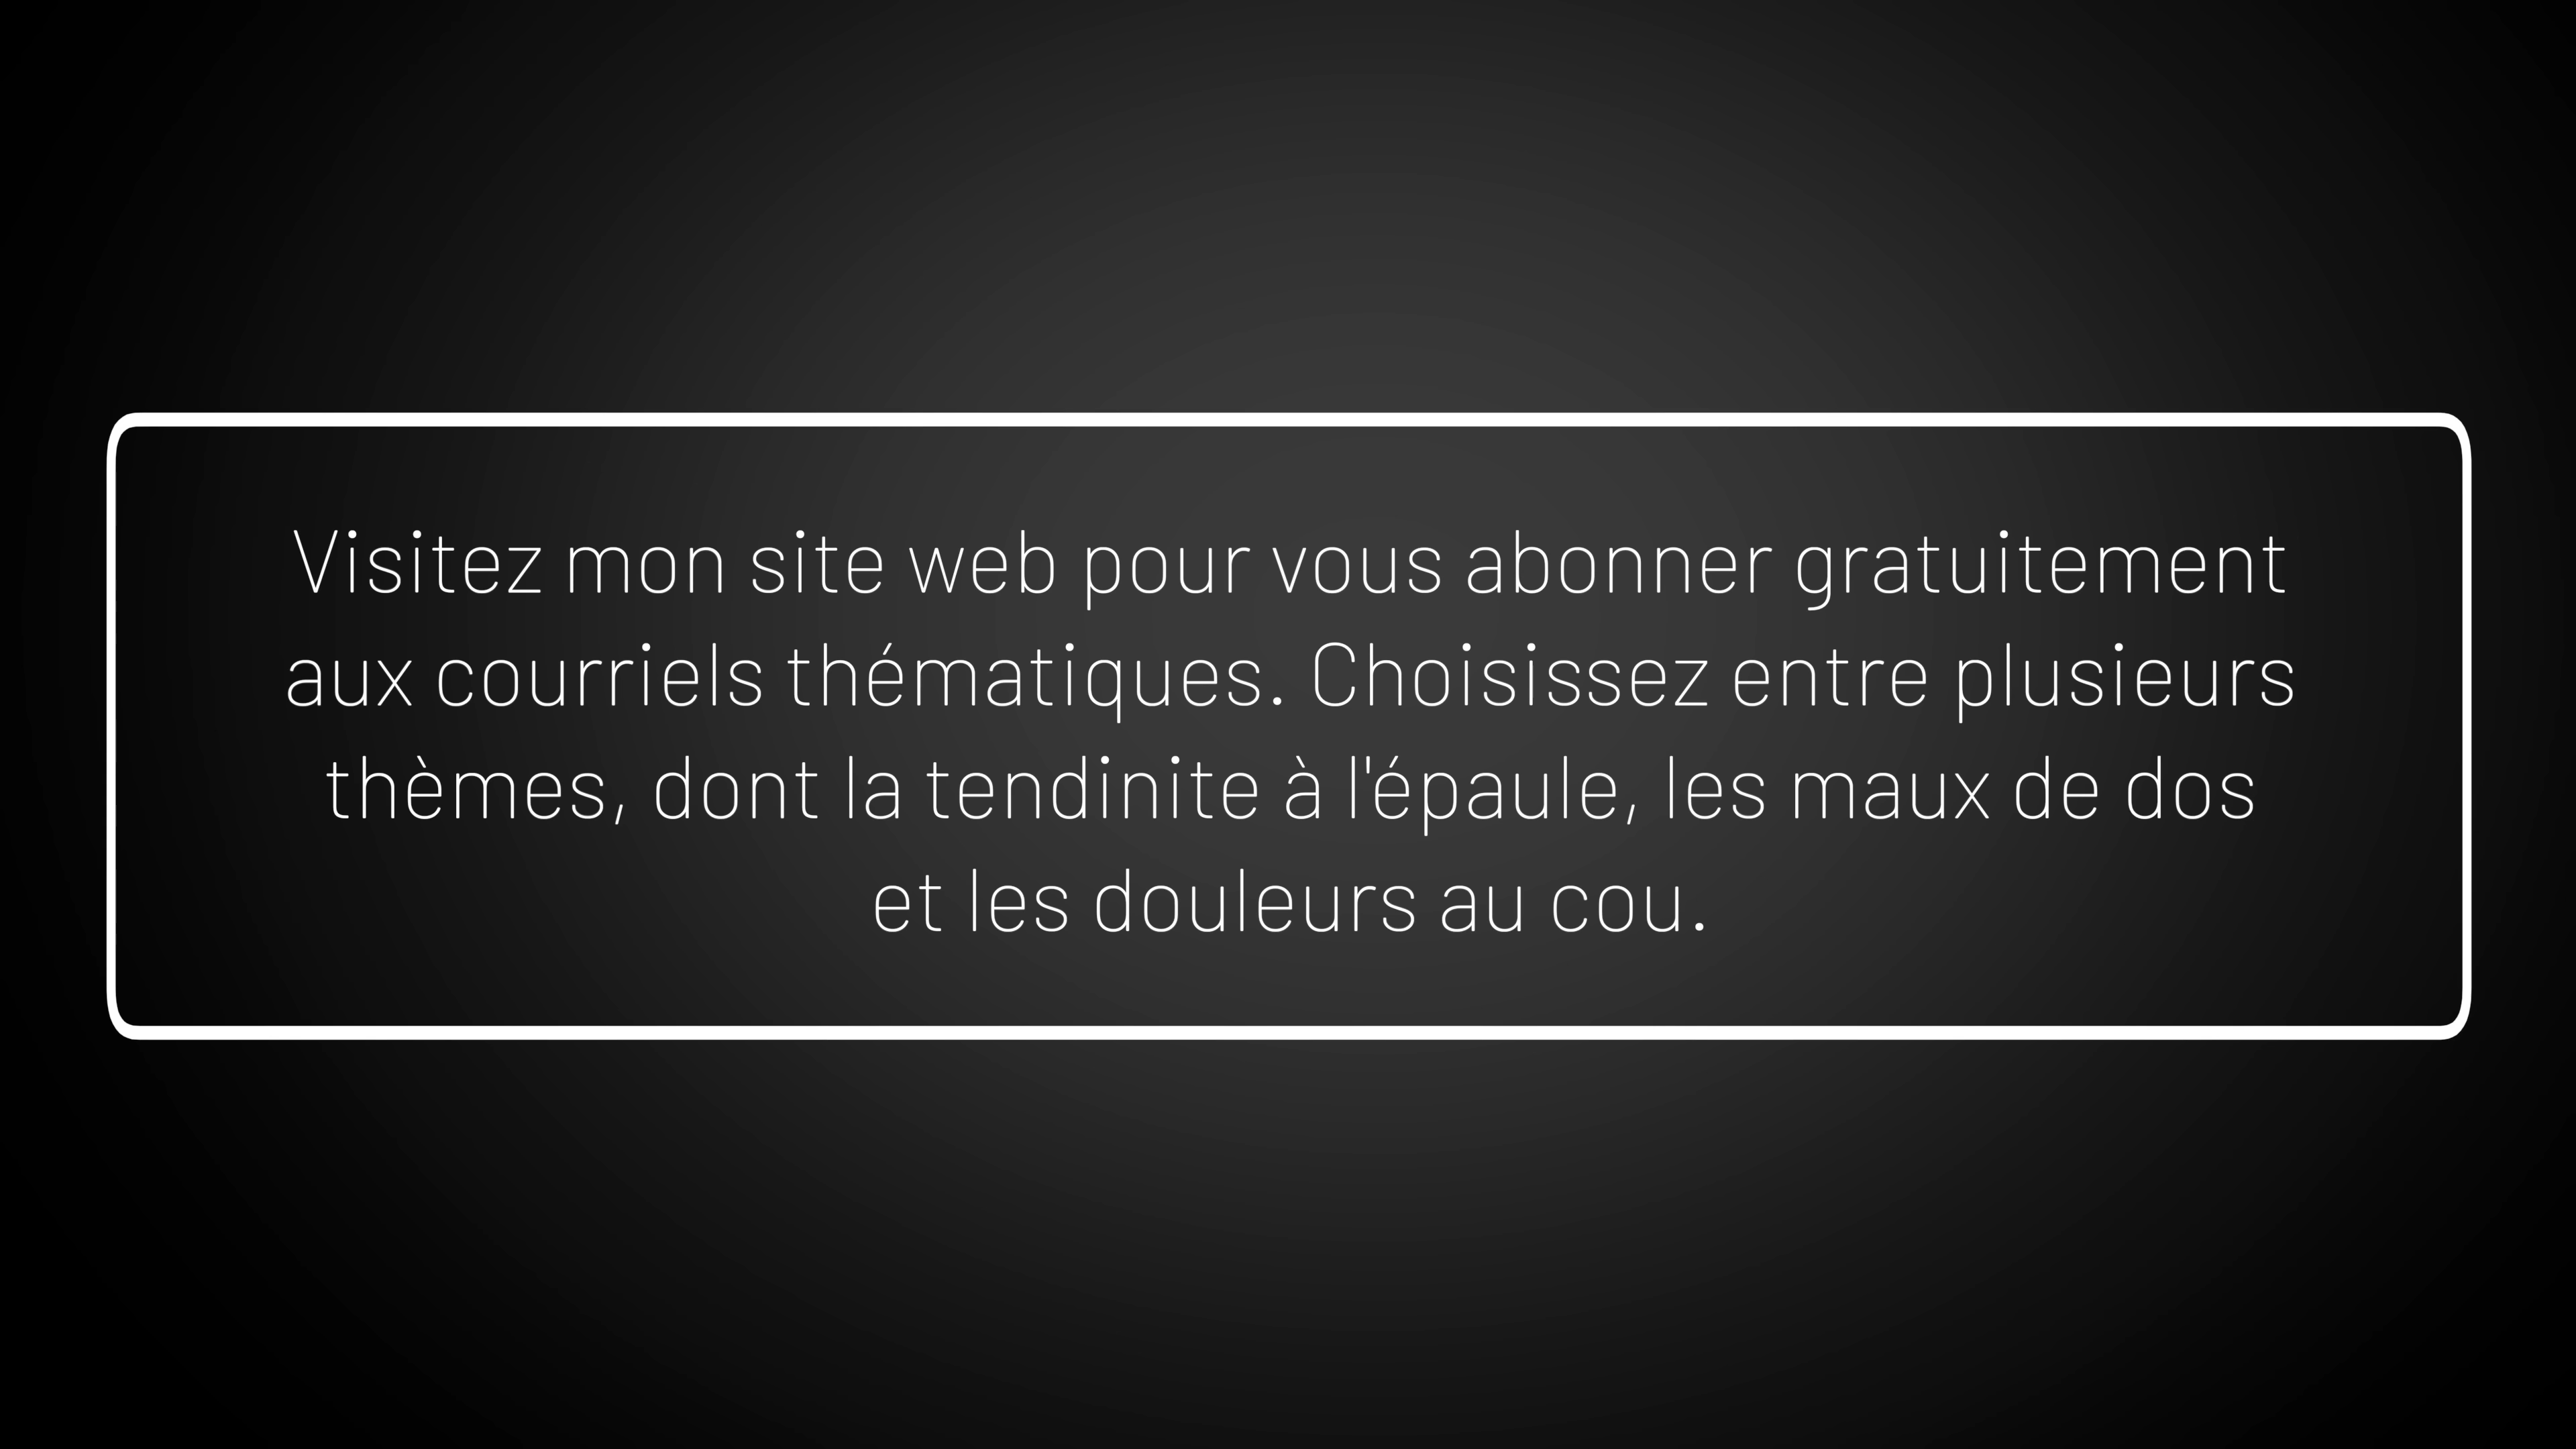 Visitez mon site web pour vous abonner gratuitement
aux courriels thématiques. Choisissez entre plusieurs
thèmes, dont la tendinite à l'épaule, les maux de dos
et les douleurs au cou.